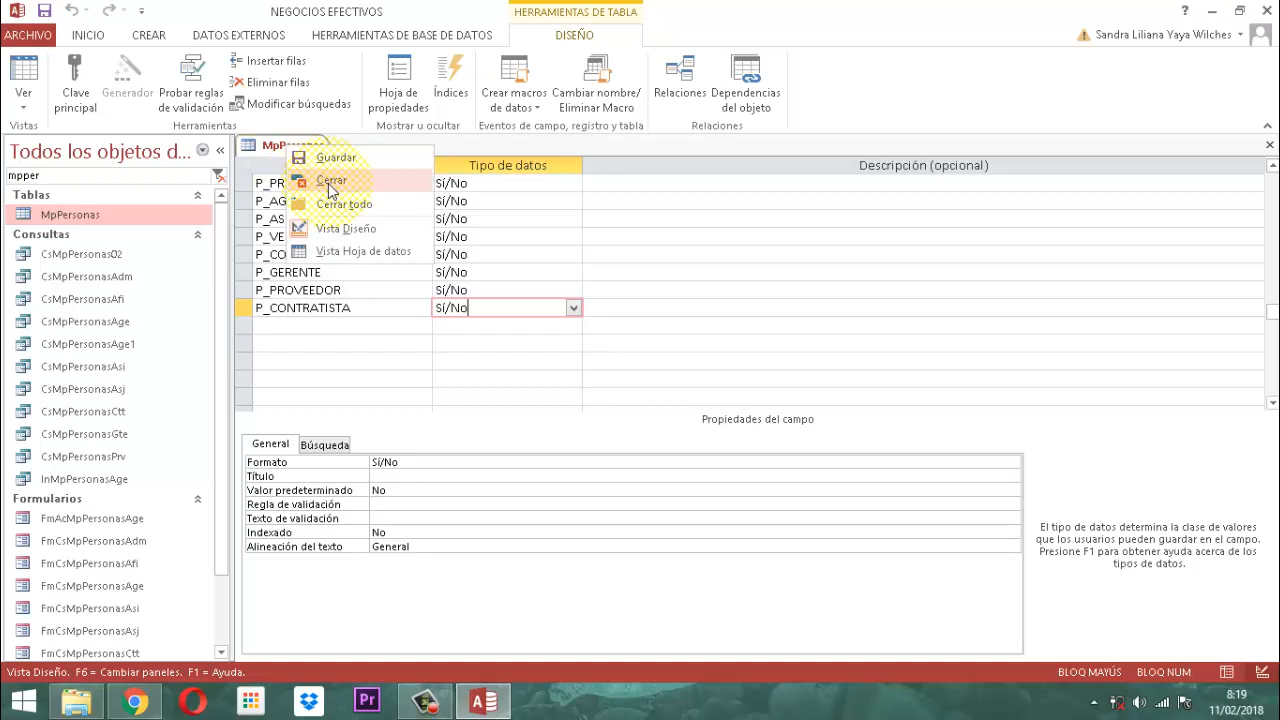 NEGOCIOS EFECTIVOS
HERRAMIENTAS DE TABLA
?
ARCHIVO INICIO CREAR DATOS EXTERNOS HERRAMIENTAS DE BASE DE DATOS DISEÑO
Sandra Liliana Yaya Wilches
Ver
Clave principal
Generador
Probar reglas de validación
Insertar filas
Eliminar filas
Modificar búsquedas
Hoja de propiedades
Índices
Crear macros de datos
Cambiar nombre/ Eliminar Macro
Relaciones
Dependencias del objeto
Vistas
Herramientas
Mostrar u ocultar
Eventos de campo, registro y tabla
Relaciones
Todos los objetos d...
mpper
Tablas
MpPersonas
Consultas
CsMpPersonas02
CsMpPersonasAdm
CsMpPersonasAfi
CsMpPersonasAge
CsMpPersonasAge1
CsMpPersonasAsi
CsMpPersonasAsj
CsMpPersonasCtt
CsMpPersonasGte
CsMpPersonasPrv
InMpPersonasAge
Formularios
FmAcMpPersonasAge
FmCsMpPersonasAdm
FmCsMpPersonasAfi
FmCsMpPersonasAge
FmCsMpPersonasAsi
FmCsMpPersonasAsj
FmCsMpPersonasCtt
MpPersonas
Guardar
Cerrar
Cerrar todo
Vista Diseño
Vista Hoja de datos
Tipo de datos
Descripción (opcional)
P_PR Sí/No
P_AG Sí/No
P_AS Sí/No
P_VE Sí/No
P_CO Sí/No
P_GERENTE Sí/No
P_PROVEEDOR Sí/No
P_CONTRATISTA Sí/No
Propiedades del campo
General Búsqueda
Formato Sí/No
Título
Valor predeterminado No
Regla de validación
Texto de validación
Indexado No
Alineación del texto General
El tipo de datos determina la clase de valores
que los usuarios pueden guardar en el campo.
Presione F1 para obtener ayuda acerca de los
tipos de datos.
Vista Diseño. F6 = Cambiar paneles. F1 = Ayuda.
BLOQ MAYÚS BLOQ NUM
Pr
8:19
11/02/2018